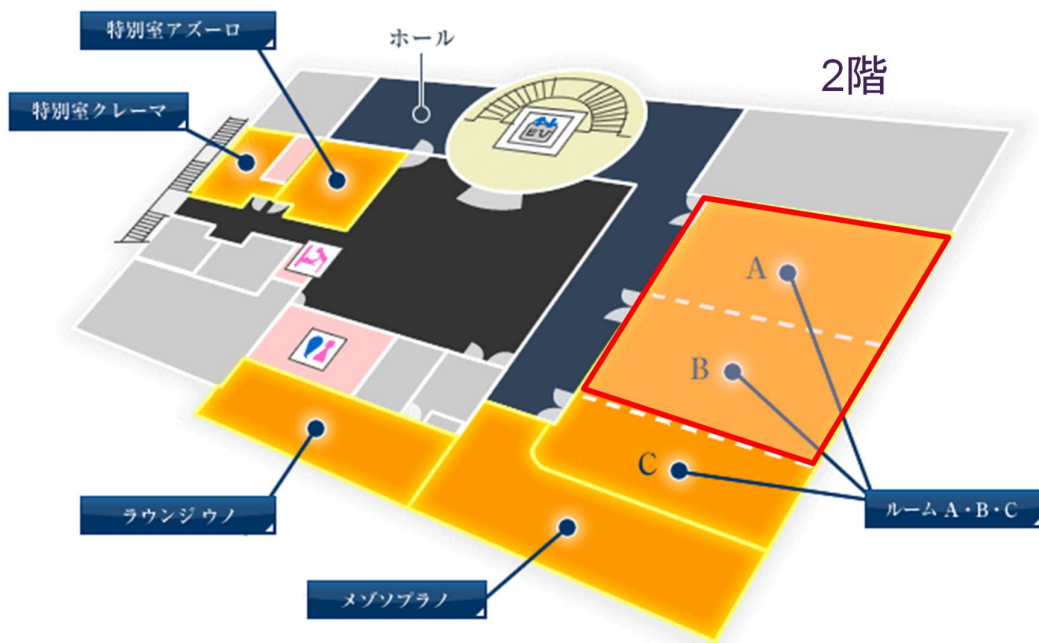 特別室アズーロ
ホール
2階
特別室クレーマ
EV
A
B
C
ラウンジ ウノ
ルーム A・B・C
メゾソプラノ